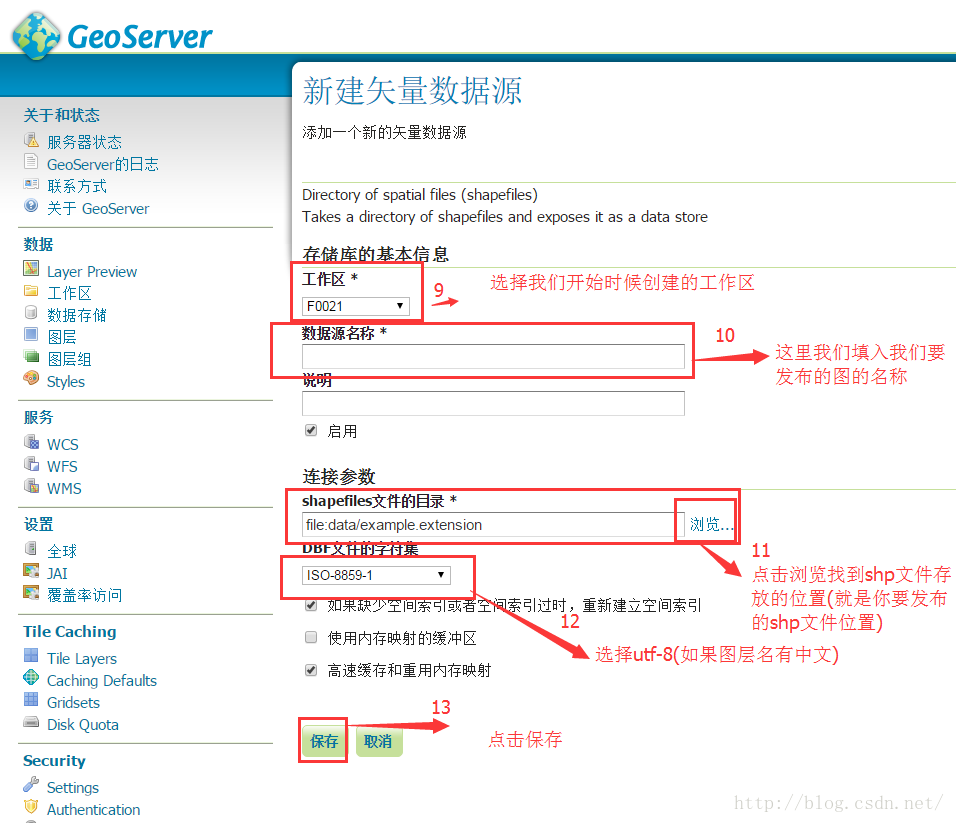 GeoServer
关于和状态
服务器状态
GeoServer的日志
联系方式
关于 GeoServer
数据
Layer Preview
工作区
数据存储
图层
图层组
Styles
服务
WCS
WFS
WMS
设置
全球
JAI
覆盖率访问
Tile Caching
Tile Layers
Caching Defaults
Gridsets
Disk Quota
Security
Settings
Authentication
新建矢量数据源
添加一个新的矢量数据源
Directory of spatial files (shapefiles)
Takes a directory of shapefiles and exposes it as a data store
存储库的基本信息
工作区 *
F0021
9
选择我们开始时候创建的工作区
数据源名称 *
10
这里我们填入我们要
发布的图的名称
说明
启用
连接参数
shapefiles文件的目录 *
file:data/example.extension
浏览...
11
点击浏览找到shp文件存
放的位置(就是你要发布
的shp文件位置)
DBF文件的字符集
ISO-8859-1
如果缺少空间索引或者空间索引过时，重新建立空间索引
12
选择utf-8(如果图层名有中文)
使用内存映射的缓冲区
高速缓存和重用内存映射
13
点击保存
保存
取消
http://blog.csdn.net/